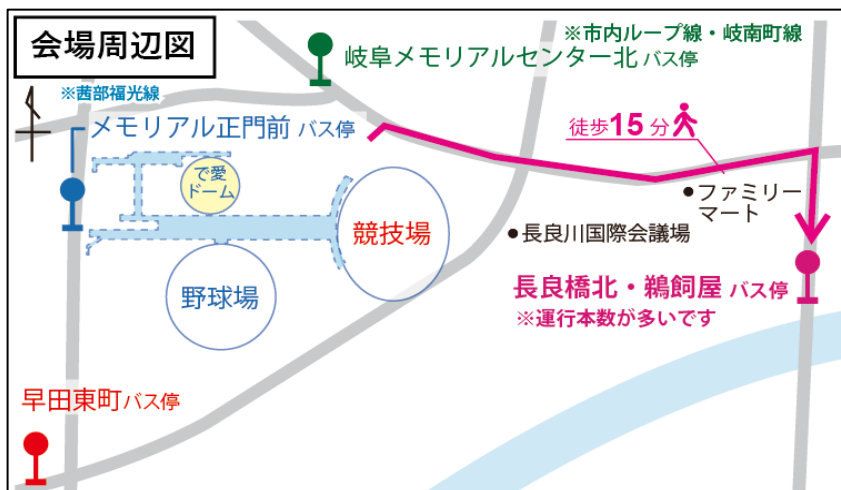 会場周辺図
※市内ループ線・岐南町線
岐阜メモリアルセンター北 バス停
※茜部福光線
メモリアル正門前 バス停
徒歩15分
で愛
ドーム
ファミリー
マート
競技場
長良川国際会議場
野球場
長良橋北・鵜飼屋 バス停
※運行本数が多いです
早田東町バス停